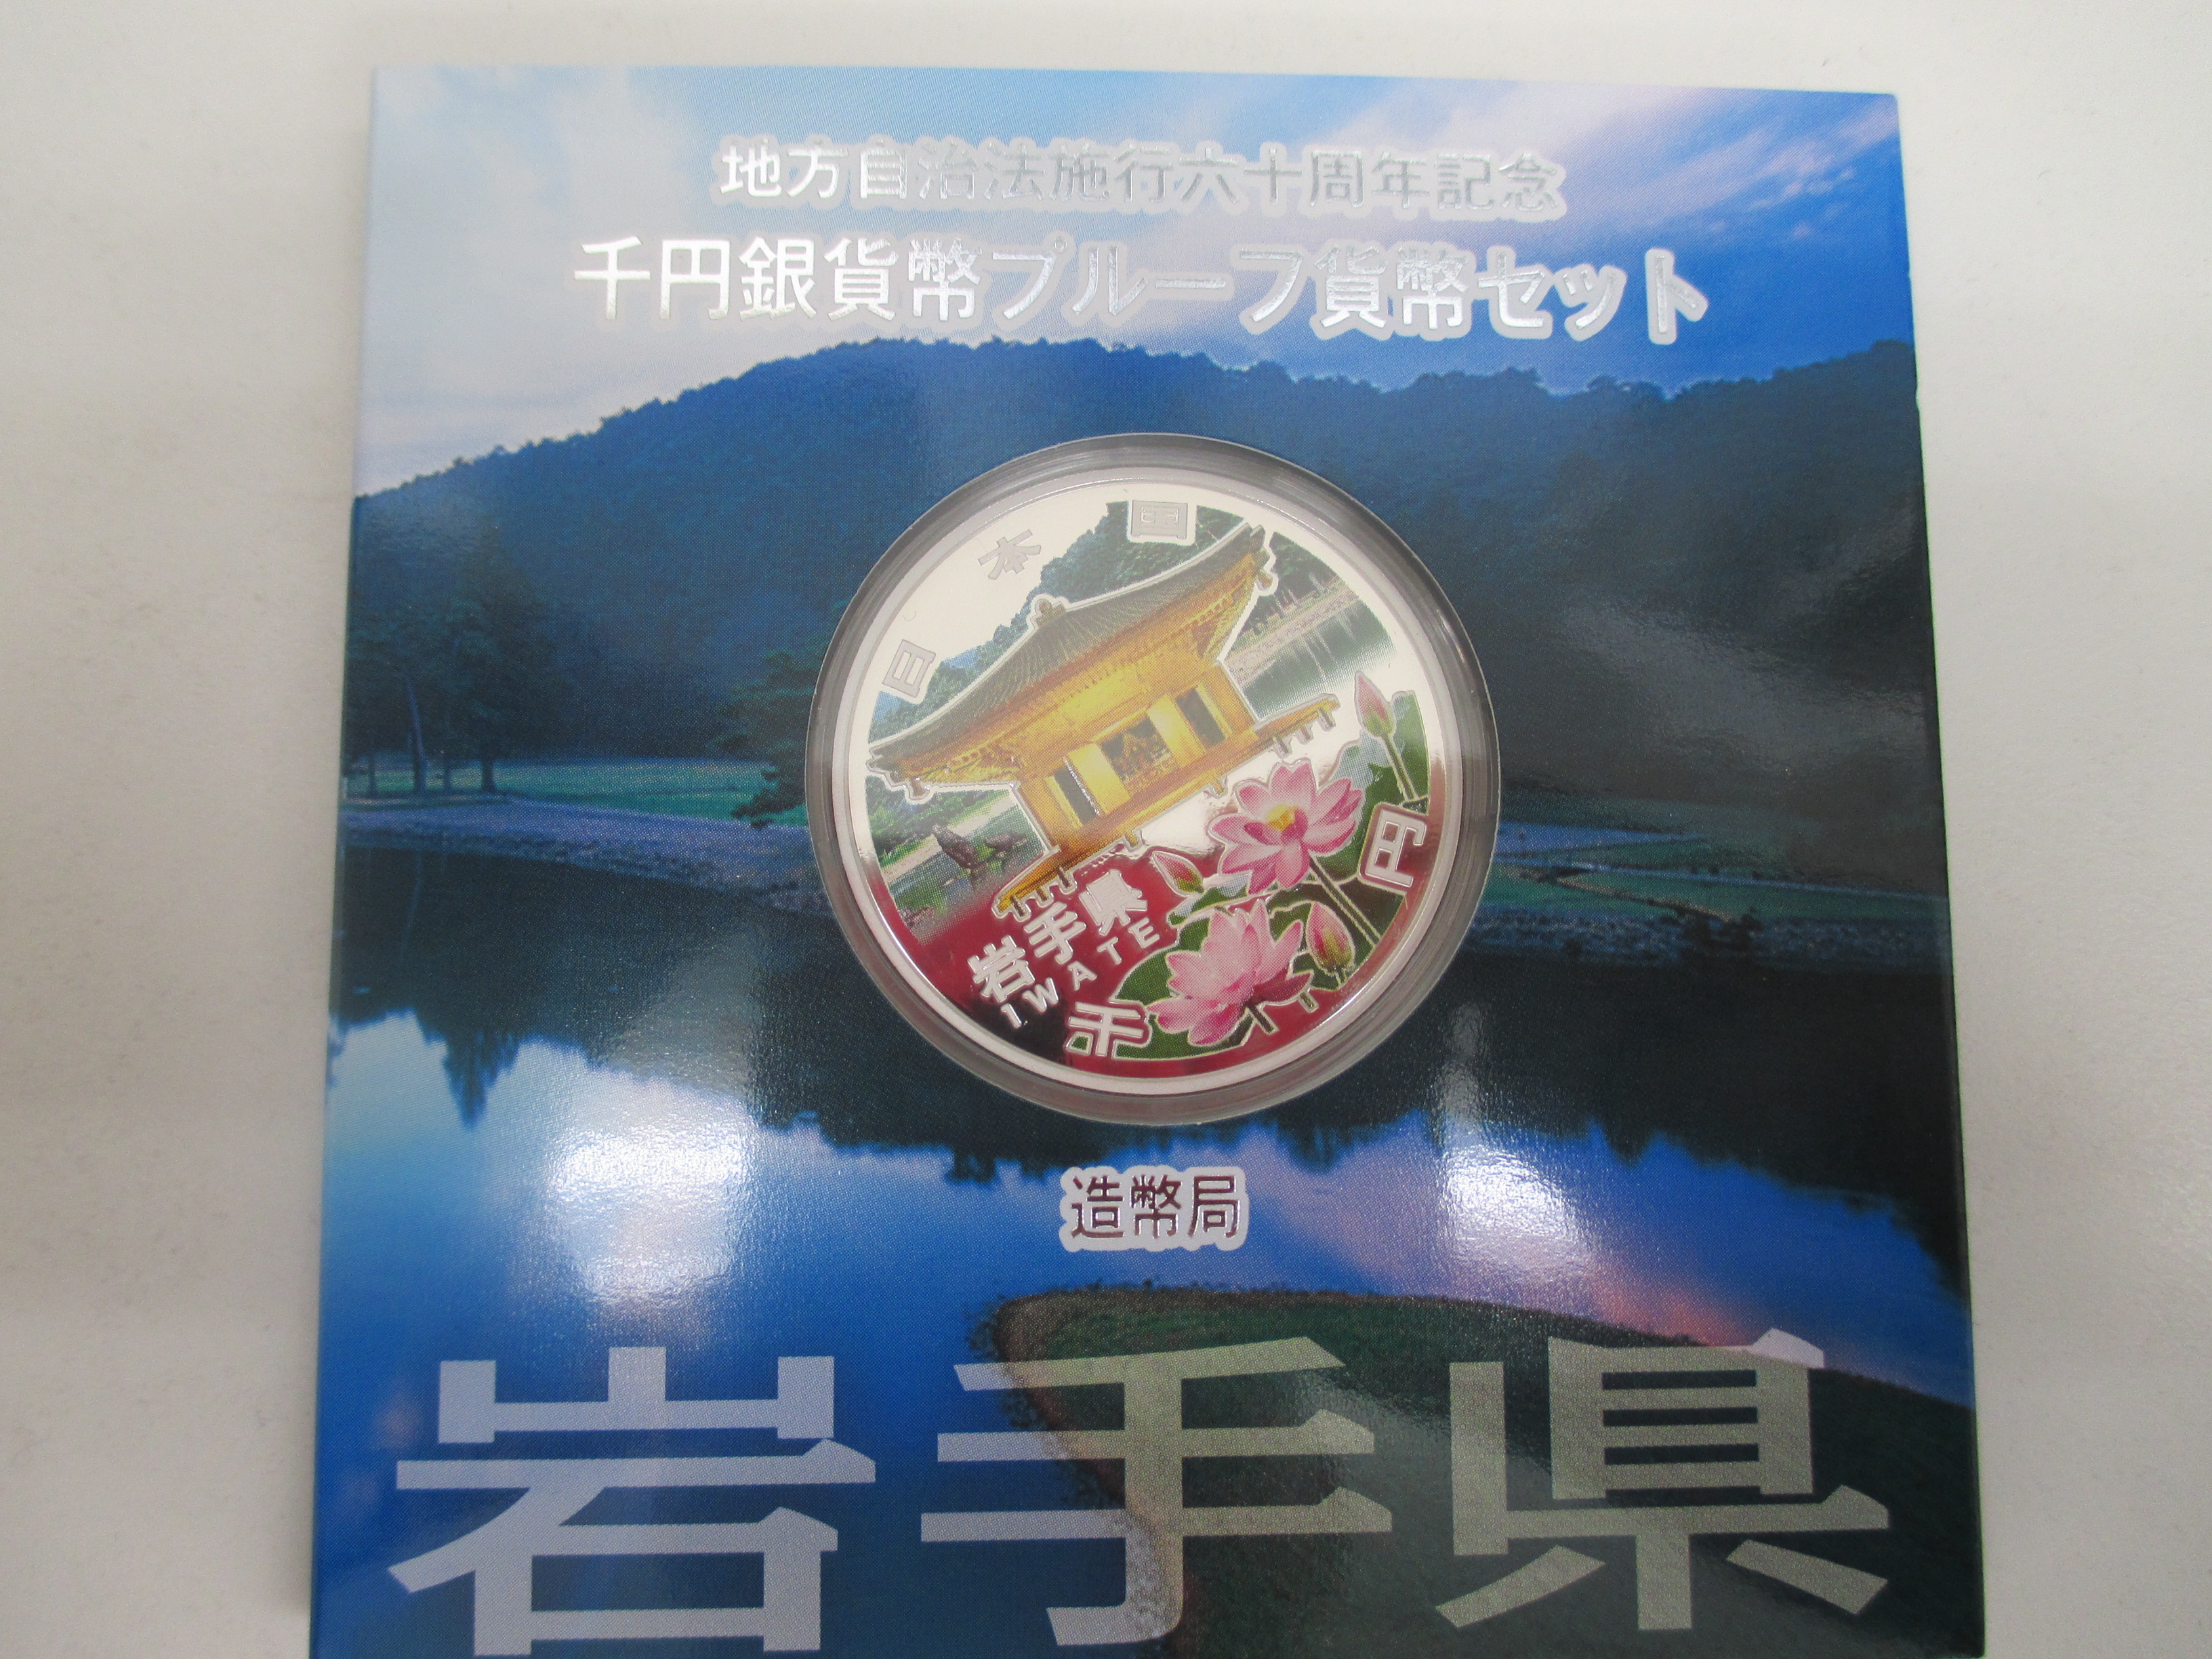 地方自治法施行六十周年記念
千円銀貨幣プルーフ貨幣セット
日本国
岩手県
IWATE
千円
造幣局
岩手県